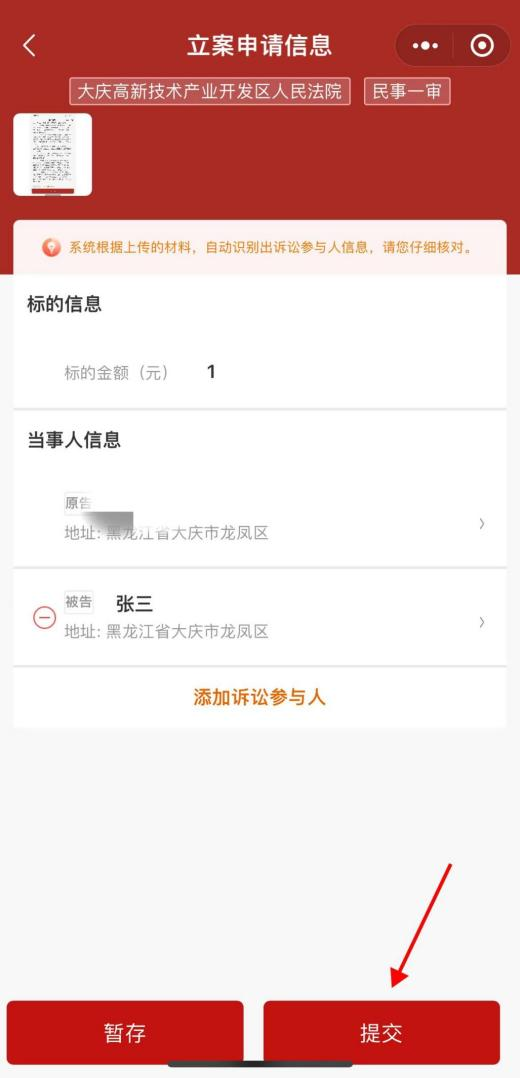 立案申请信息
大庆高新技术产业开发区人民法院 民事一审
系统根据上传的材料，自动识别出诉讼参与人信息，请您仔细核对。
标的信息
标的金额（元） 1
当事人信息
原告
地址: 黑龙江省大庆市龙凤区
被告 张三
地址: 黑龙江省大庆市龙凤区
添加诉讼参与人
暂存 提交